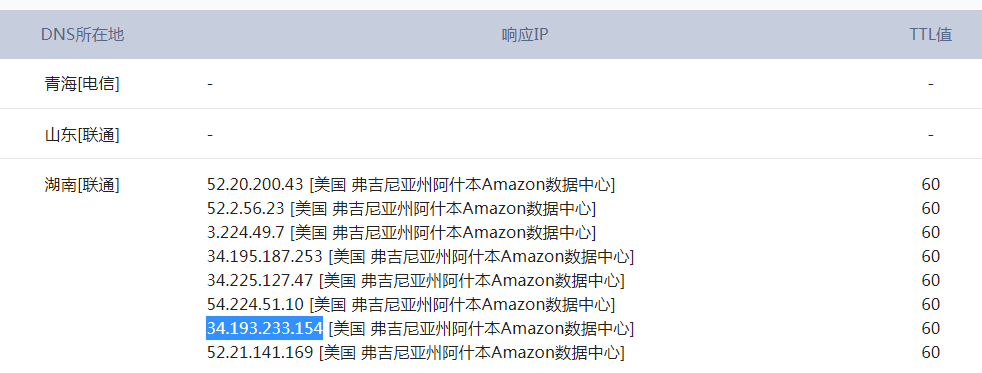 DNS所在地 响应IP TTL值
青海[电信] - -
山东[联通] - -
湖南[联通] 52.20.200.43 [美国 弗吉尼亚州阿什本Amazon数据中心] 60
52.2.56.23 [美国 弗吉尼亚州阿什本Amazon数据中心] 60
3.224.49.7 [美国 弗吉尼亚州阿什本Amazon数据中心] 60
34.195.187.253 [美国 弗吉尼亚州阿什本Amazon数据中心] 60
34.225.127.47 [美国 弗吉尼亚州阿什本Amazon数据中心] 60
54.224.51.10 [美国 弗吉尼亚州阿什本Amazon数据中心] 60
34.193.233.154 [美国 弗吉尼亚州阿什本Amazon数据中心] 60
52.21.141.169 [美国 弗吉尼亚州阿什本Amazon数据中心] 60